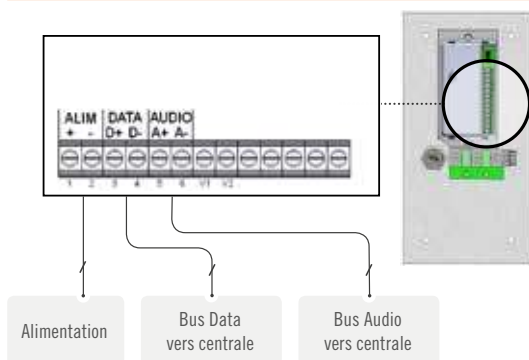 ALIM DATA AUDIO
+ - D+ D- A+ A-
1 2 3 4 5 6 V1 V2
Alimentation
Bus Data
vers centrale
Bus Audio
vers centrale